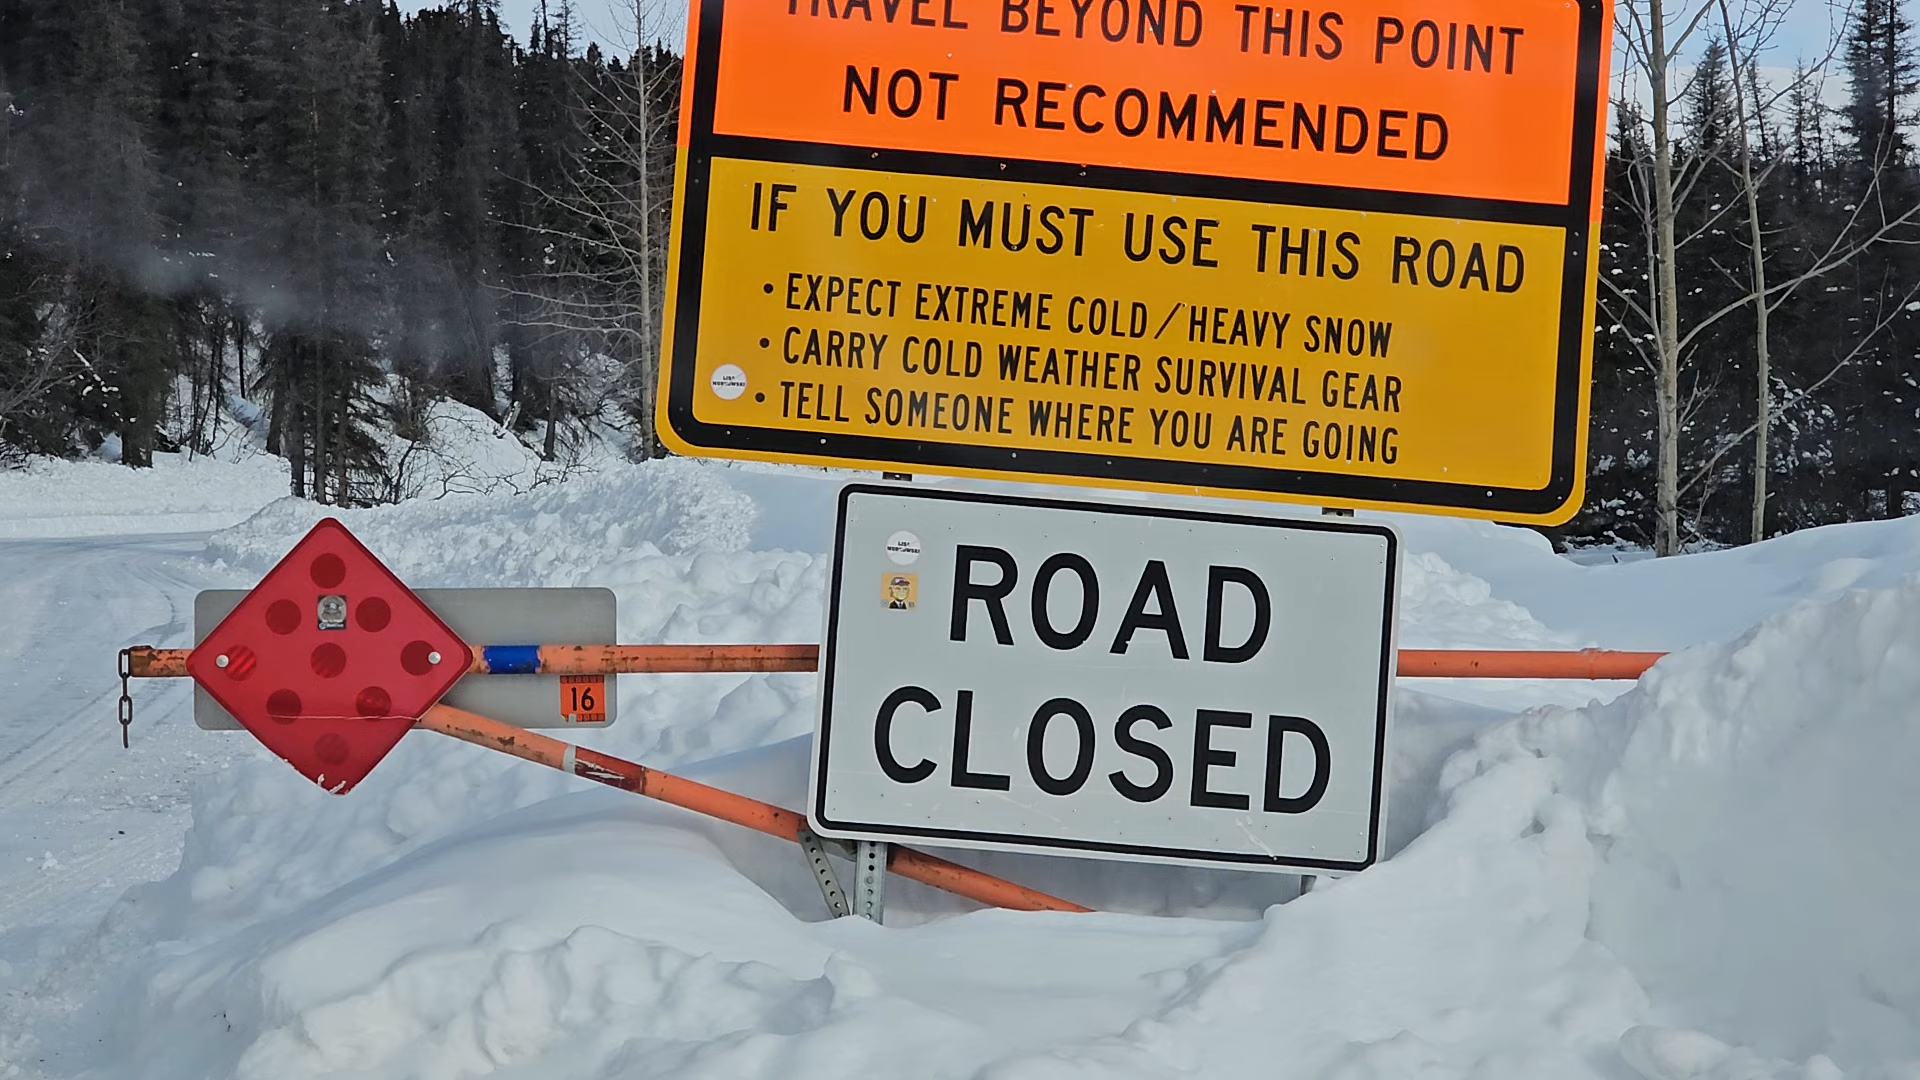 TRAVEL BEYOND THIS POINT
NOT RECOMMENDED
IF YOU MUST USE THIS ROAD
• EXPECT EXTREME COLD/HEAVY SNOW
• CARRY COLD WEATHER SURVIVAL GEAR
• TELL SOMEONE WHERE YOU ARE GOING
ROAD
CLOSED
16